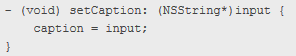 - (void) setCaption: (NSString*)input {
    caption = input;
}